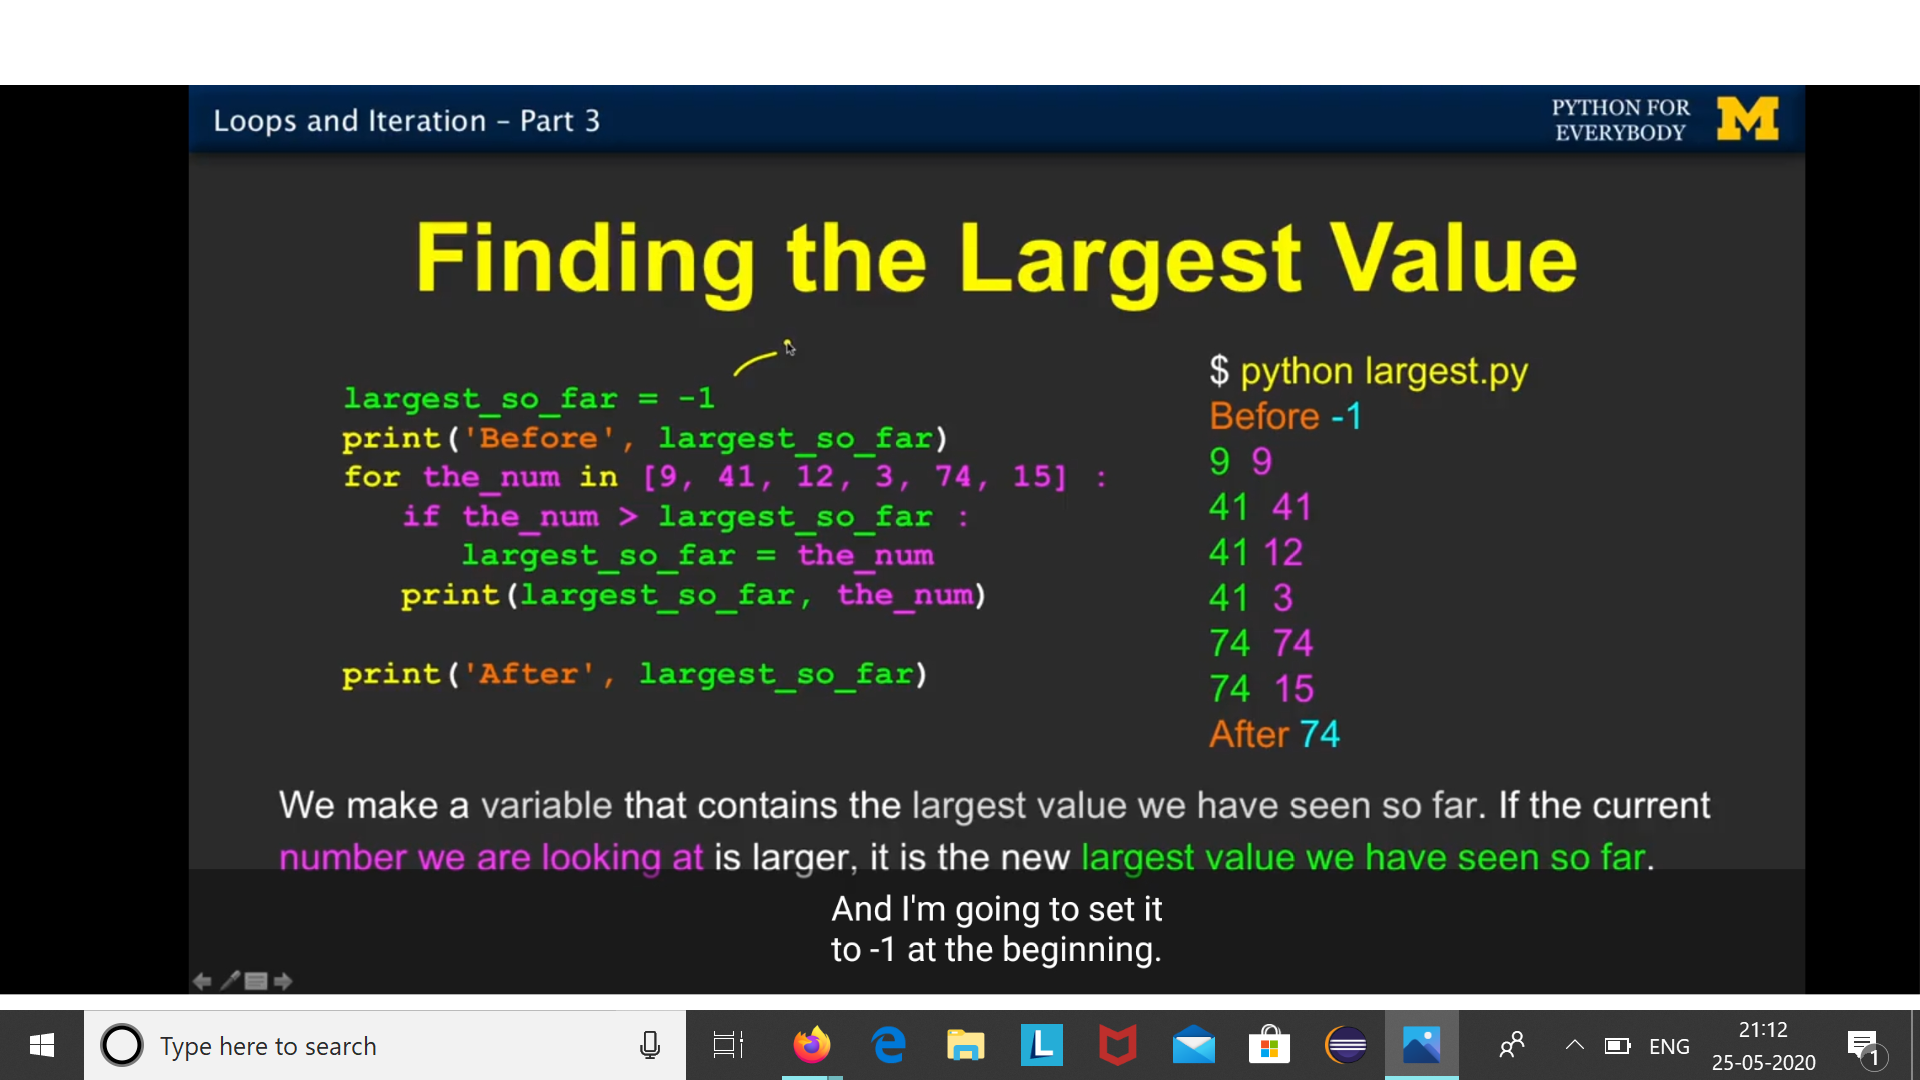 Loops and Iteration – Part 3
PYTHON FOR
EVERYBODY
M
Finding the Largest Value
largest_so_far = -1
print('Before', largest_so_far)
for the_num in [9, 41, 12, 3, 74, 15] :
   if the_num > largest_so_far :
      largest_so_far = the_num
   print(largest_so_far, the_num)
print('After', largest_so_far)
$ python largest.py
Before -1
9 9
41 41
41 12
41 3
74 74
74 15
After 74
We make a variable that contains the largest value we have seen so far. If the current
number we are looking at is larger, it is the new largest value we have seen so far.
And I'm going to set it
to -1 at the beginning.
Type here to search
L
ENG
21:12
25-05-2020
1